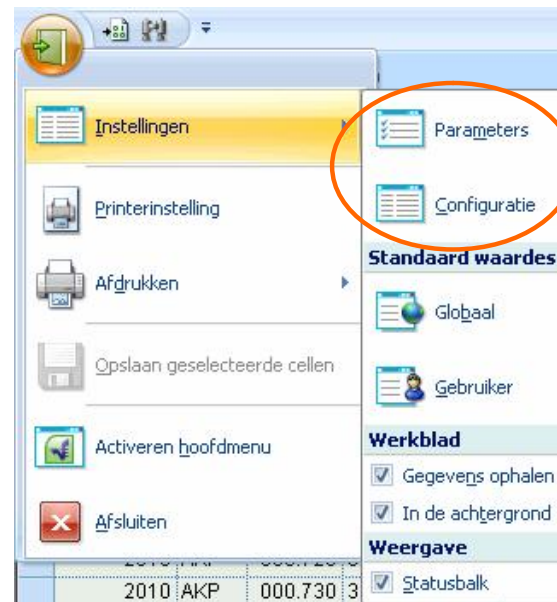 Instellingen
Printerinstelling
Afdrukken
Opslaan geselecteerde cellen
Activeren hoofdmenu
Afsluiten
Parameters
Configuratie
Standaard waardes
Globaal
Gebruiker
Werkblad
Gegevens ophalen
In de achtergrond
Weergave
Statusbalk
2010 AKP 000.730 3